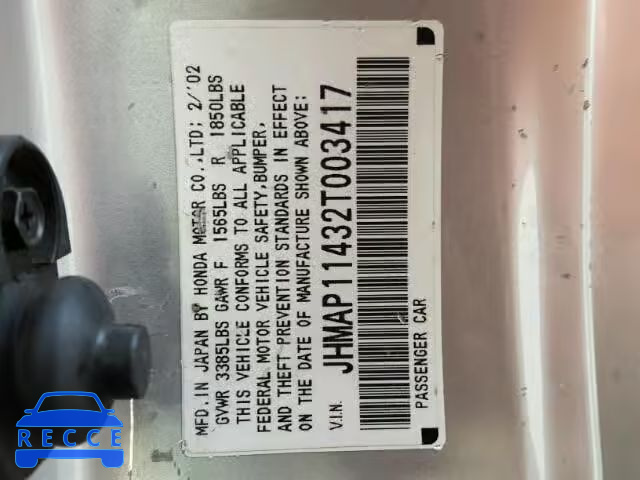 MFD. IN JAPAN BY HONDA MOTOR CO.,LTD; 2/'02
GVWR 3385LBS GAWR F 1565LBS R 1850LBS
THIS VEHICLE CONFORMS TO ALL APPLICABLE
FEDERAL MOTOR VEHICLE SAFETY, BUMPER,
AND THEFT PREVENTION STANDARDS IN EFFECT
ON THE DATE OF MANUFACTURE SHOWN ABOVE;
V.I.N. JHMAP11432T003417
PASSENGER CAR
RECCE